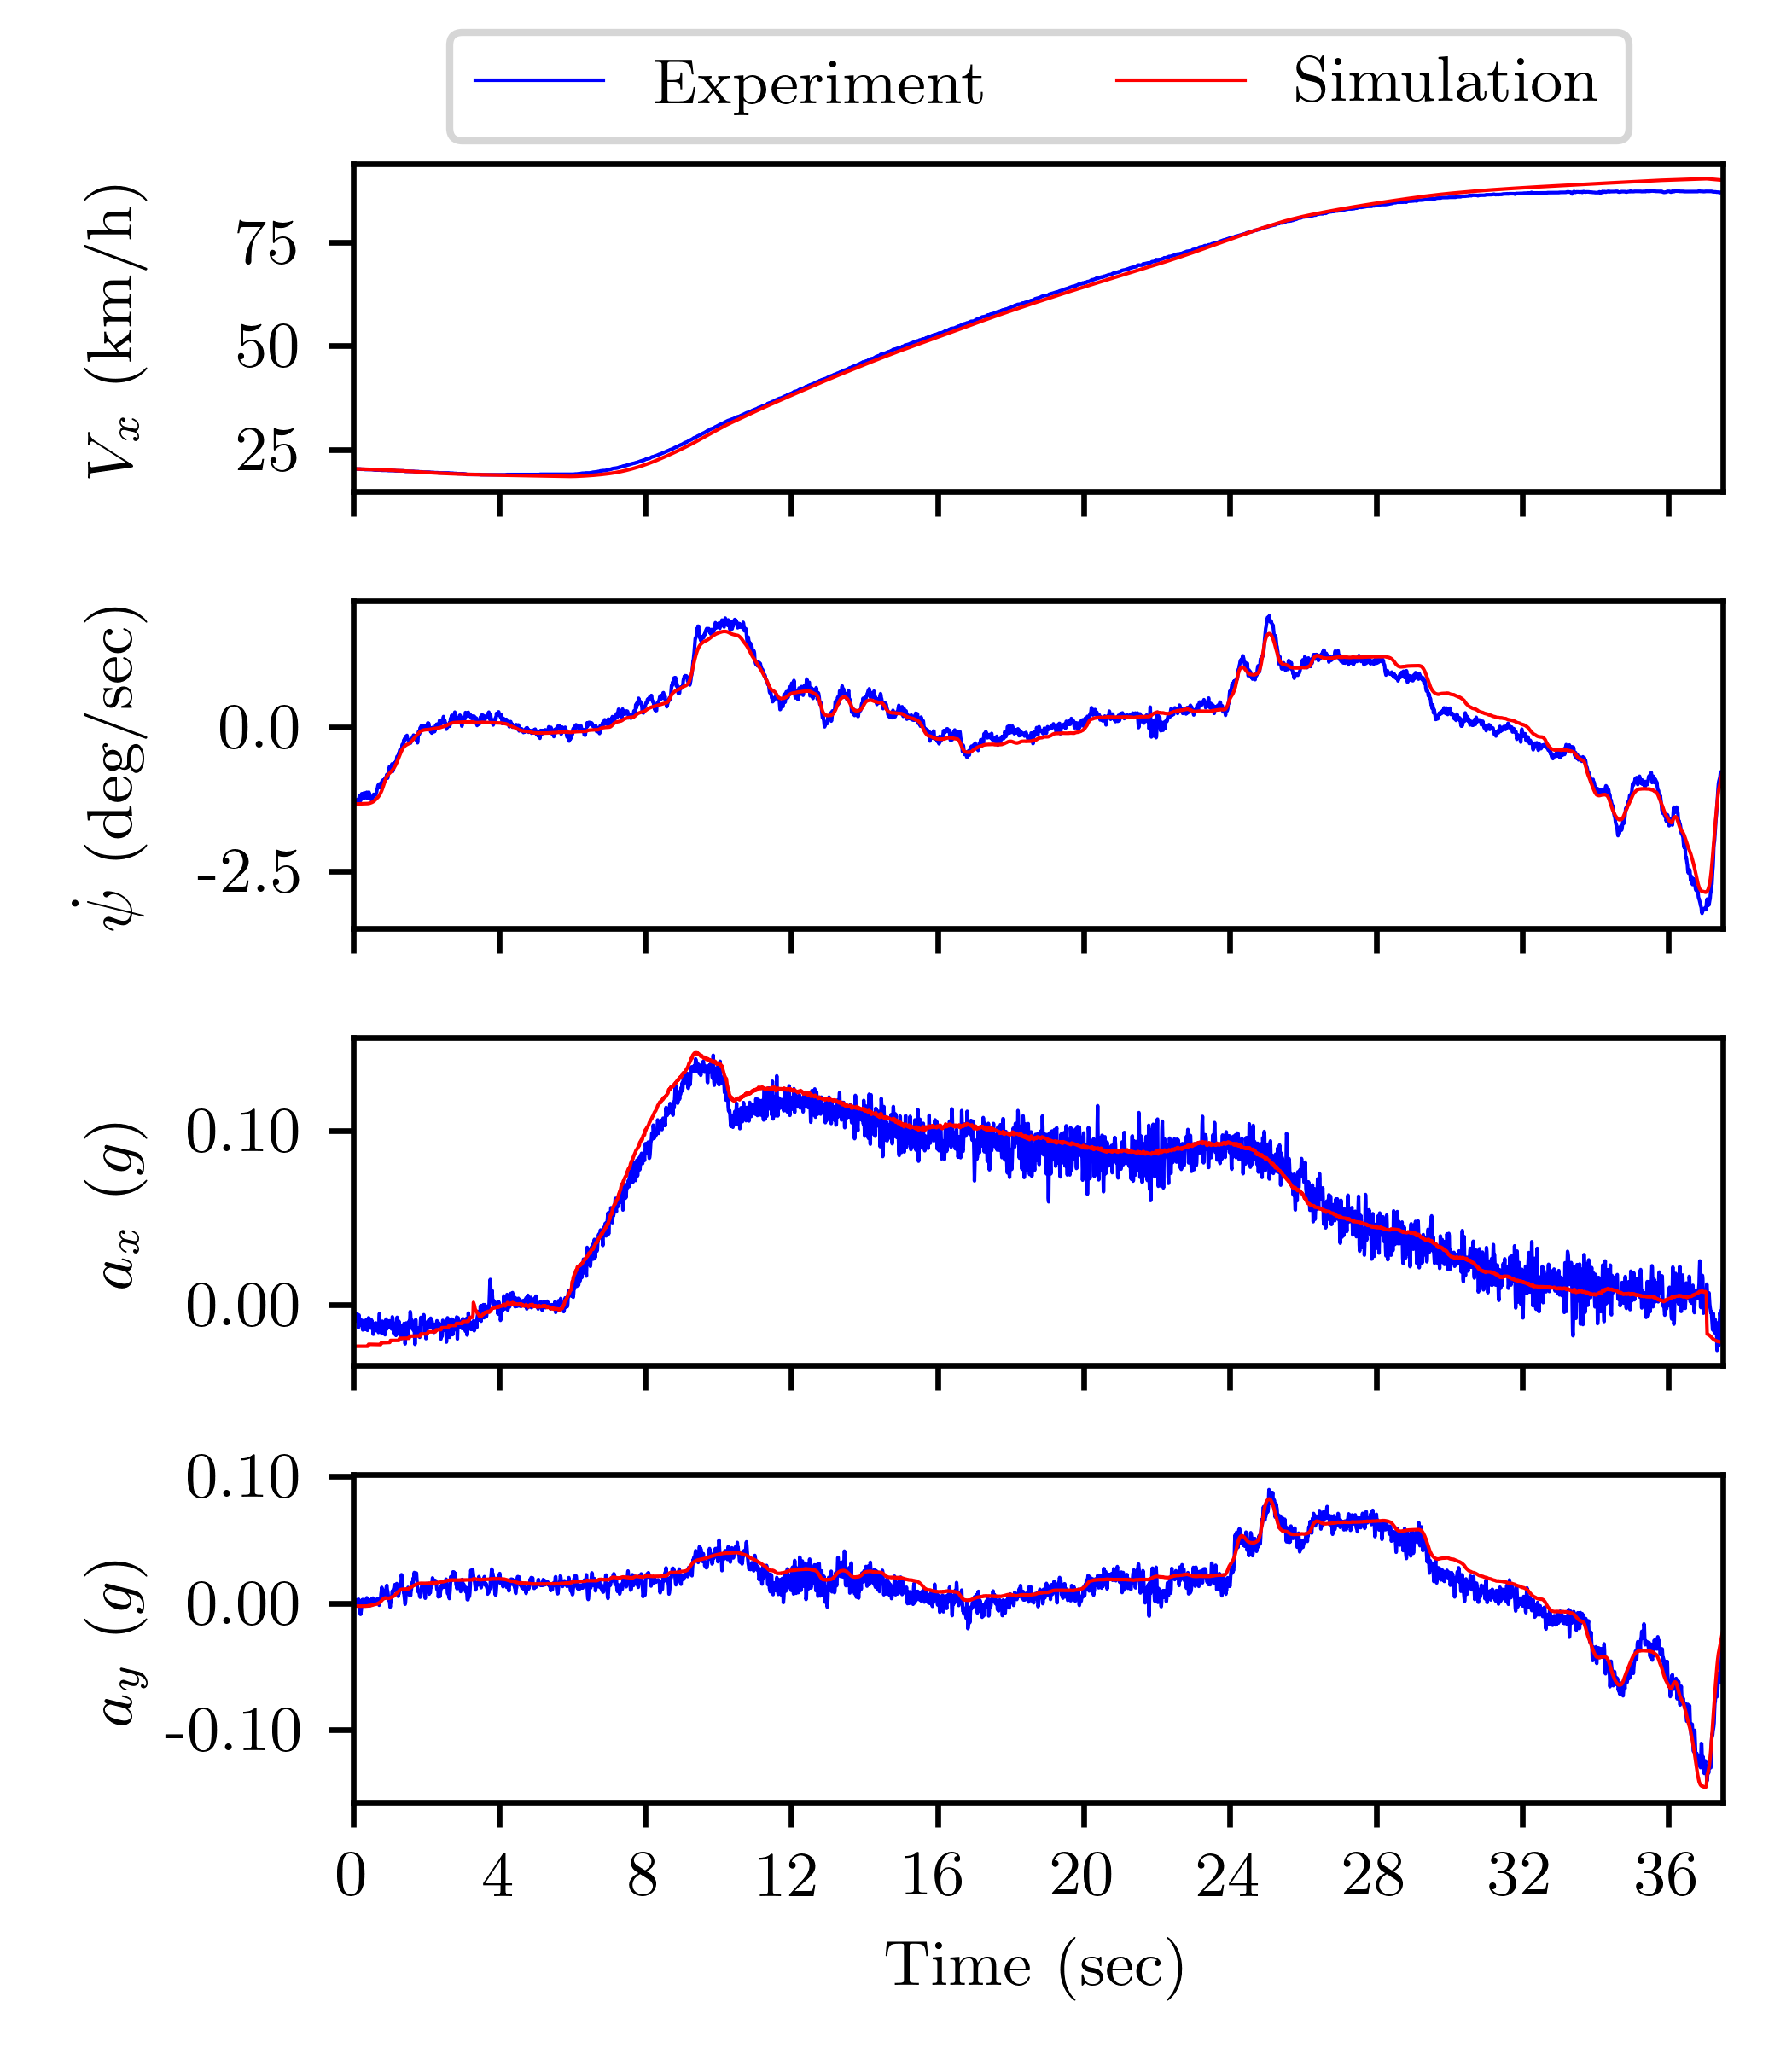 Experiment Simulation
V_x (km/h)
75
50
25
ψ̇ (deg/sec)
0.0
-2.5
a_x (g)
0.10
0.00
a_y (g)
0.10
0.00
-0.10
0 4 8 12 16 20 24 28 32 36
Time (sec)